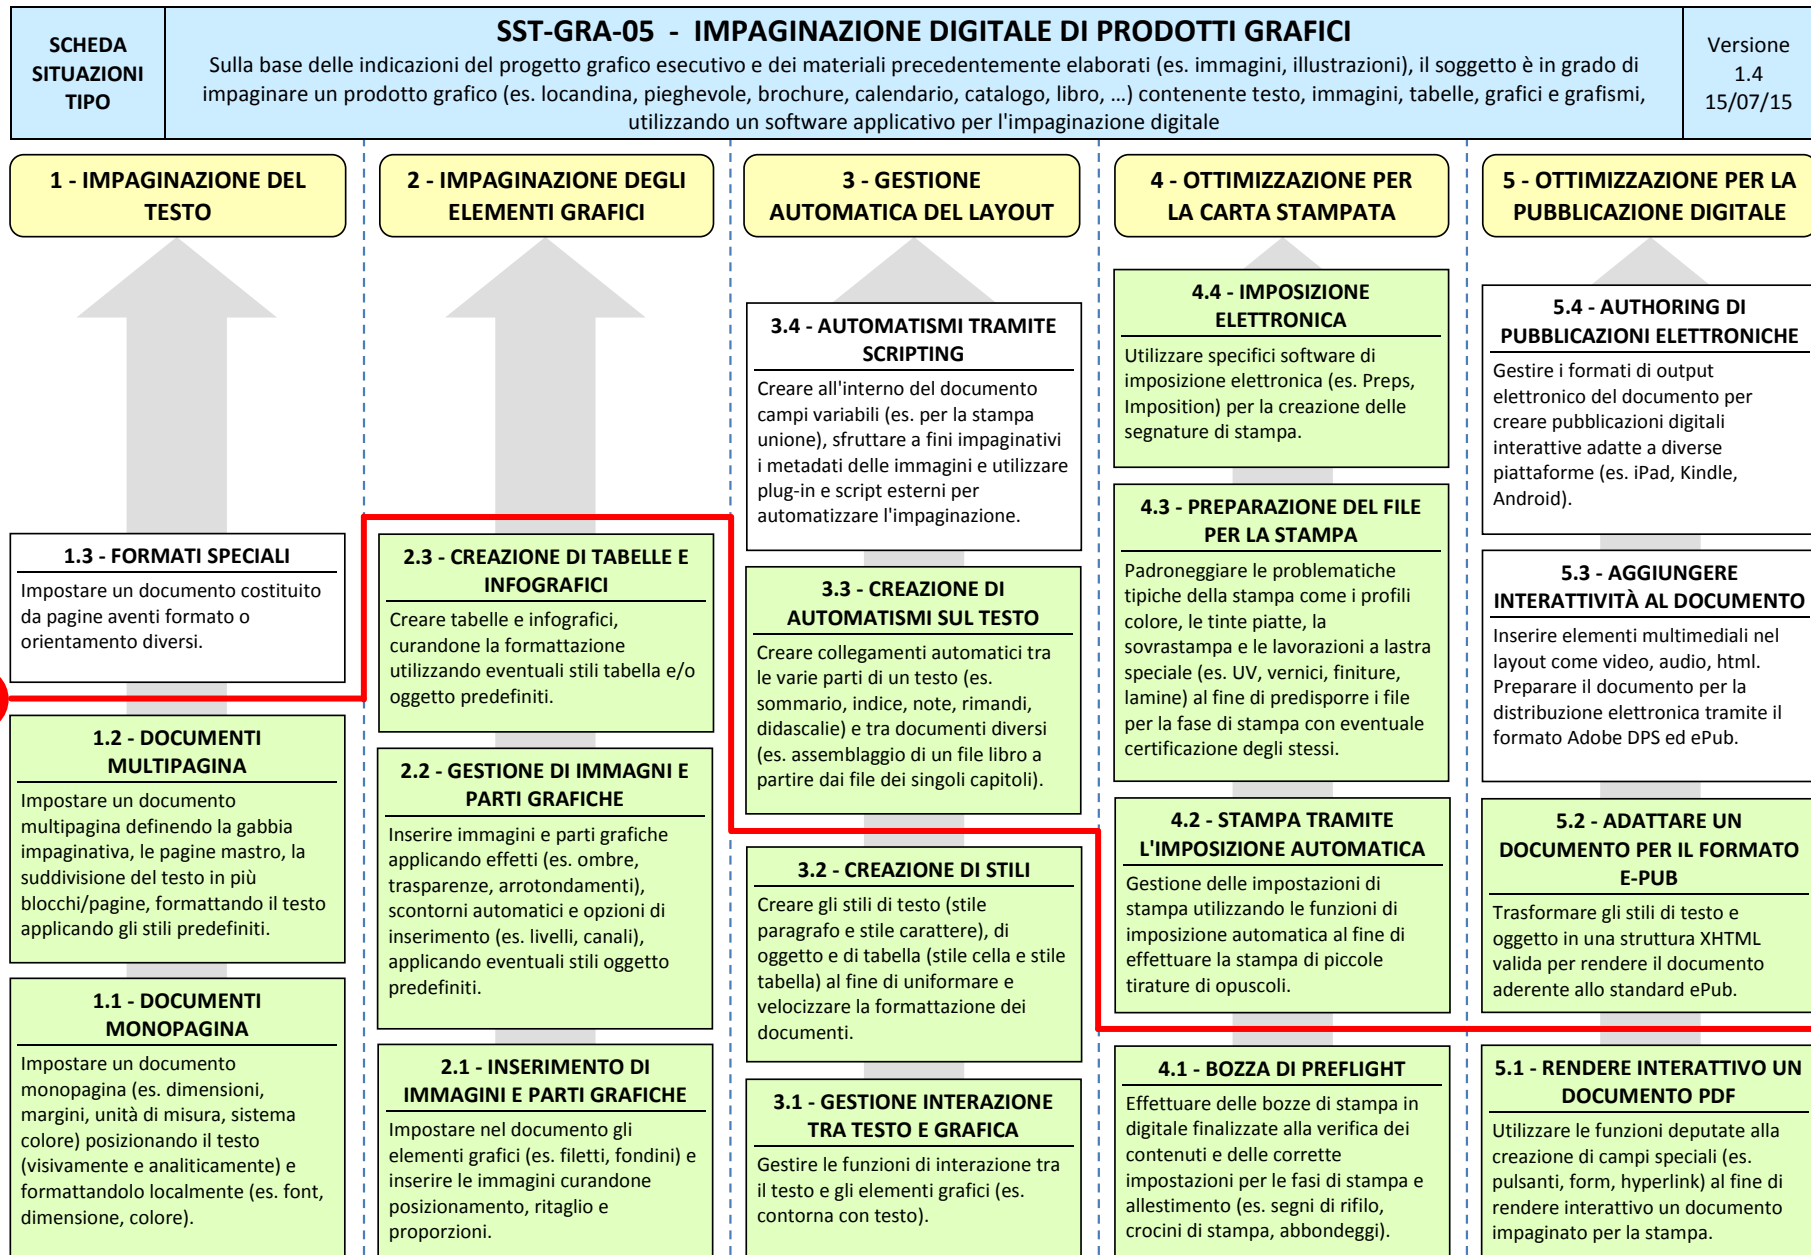 SCHEDA
SITUAZIONI
TIPO
SST-GRA-05 - IMPAGINAZIONE DIGITALE DI PRODOTTI GRAFICI
Sulla base delle indicazioni del progetto grafico esecutivo e dei materiali precedentemente elaborati (es. immagini, illustrazioni), il soggetto è in grado di
impaginare un prodotto grafico (es. locandina, pieghevole, brochure, calendario, catalogo, libro, ...) contenente testo, immagini, tabelle, grafici e grafismi,
utilizzando un software applicativo per l'impaginazione digitale
Versione
1.4
15/07/15
1 - IMPAGINAZIONE DEL
TESTO
1.3 - FORMATI SPECIALI
Impostare un documento costituito
da pagine aventi formato o
orientamento diversi.
1.2 - DOCUMENTI
MULTIPAGINA
Impostare un documento
multipagina definendo la gabbia
impaginativa, le pagine mastro, la
suddivisione del testo in più
blocchi/pagine, formattando il testo
applicando gli stili predefiniti.
1.1 - DOCUMENTI
MONOPAGINA
Impostare un documento
monopagina (es. dimensioni,
margini, unità di misura, sistema
colore) posizionando il testo
(visivamente e analiticamente) e
formattandolo localmente (es. font,
dimensione, colore).
2 - IMPAGINAZIONE DEGLI
ELEMENTI GRAFICI
2.3 - CREAZIONE DI TABELLE E
INFOGRAFICI
Creare tabelle e infografici,
curandone la formattazione
utilizzando eventuali stili tabella e/o
oggetto predefiniti.
2.2 - GESTIONE DI IMMAGNI E
PARTI GRAFICHE
Inserire immagini e parti grafiche
applicando effetti (es. ombre,
trasparenze, arrotondamenti),
scontorni automatici e opzioni di
inserimento (es. livelli, canali),
applicando eventuali stili oggetto
predefiniti.
2.1 - INSERIMENTO DI
IMMAGINI E PARTI GRAFICHE
Impostare nel documento gli
elementi grafici (es. filetti, fondini) e
inserire le immagini curandone
posizionamento, ritaglio e
proporzioni.
3 - GESTIONE
AUTOMATICA DEL LAYOUT
3.4 - AUTOMATISMI TRAMITE
SCRIPTING
Creare all'interno del documento
campi variabili (es. per la stampa
unione), sfruttare a fini impaginativi
i metadati delle immagini e utilizzare
plug-in e script esterni per
automatizzare l'impaginazione.
3.3 - CREAZIONE DI
AUTOMATISMI SUL TESTO
Creare collegamenti automatici tra
le varie parti di un testo (es.
sommario, indice, note, rimandi,
didascalie) e tra documenti diversi
(es. assemblaggio di un file libro a
partire dai file dei singoli capitoli).
3.2 - CREAZIONE DI STILI
Creare gli stili di testo (stile
paragrafo e stile carattere), di
oggetto e di tabella (stile cella e stile
tabella) al fine di uniformare e
velocizzare la formattazione dei
documenti.
3.1 - GESTIONE INTERAZIONE
TRA TESTO E GRAFICA
Gestire le funzioni di interazione tra
il testo e gli elementi grafici (es.
contorna con testo).
4 - OTTIMIZZAZIONE PER
LA CARTA STAMPATA
4.4 - IMPOSIZIONE
ELETTRONICA
Utilizzare specifici software di
imposizione elettronica (es. Preps,
Imposition) per la creazione delle
segnature di stampa.
4.3 - PREPARAZIONE DEL FILE
PER LA STAMPA
Padroneggiare le problematiche
tipiche della stampa come i profili
colore, le tinte piatte, la
sovrastampa e le lavorazioni a lastra
speciale (es. UV, vernici, finiture,
lamine) al fine di predisporre i file
per la fase di stampa con eventuale
certificazione degli stessi.
4.2 - STAMPA TRAMITE
L'IMPOSIZIONE AUTOMATICA
Gestione delle impostazioni di
stampa utilizzando le funzioni di
imposizione automatica al fine di
effettuare la stampa di piccole
tirature di opuscoli.
4.1 - BOZZA DI PREFLIGHT
Effettuare delle bozze di stampa in
digitale finalizzate alla verifica dei
contenuti e delle corrette
impostazioni per le fasi di stampa e
allestimento (es. segni di rifilo,
crocini di stampa, abbondeggi).
5 - OTTIMIZZAZIONE PER LA
PUBBLICAZIONE DIGITALE
5.4 - AUTHORING DI
PUBBLICAZIONI ELETTRONICHE
Gestire i formati di output
elettronico del documento per
creare pubblicazioni digitali
interattive adatte a diverse
piattaforme (es. iPad, Kindle,
Android).
5.3 - AGGIUNGERE
INTERATTIVITÀ AL DOCUMENTO
Inserire elementi multimediali nel
layout come video, audio, html.
Preparare il documento per la
distribuzione elettronica tramite il
formato Adobe DPS ed ePub.
5.2 - ADATTARE UN
DOCUMENTO PER IL FORMATO
E-PUB
Trasformare gli stili di testo e
oggetto in una struttura XHTML
valida per rendere il documento
aderente allo standard ePub.
5.1 - RENDERE INTERATTIVO UN
DOCUMENTO PDF
Utilizzare le funzioni deputate alla
creazione di campi speciali (es.
pulsanti, form, hyperlink) al fine di
rendere interattivo un documento
impaginato per la stampa.